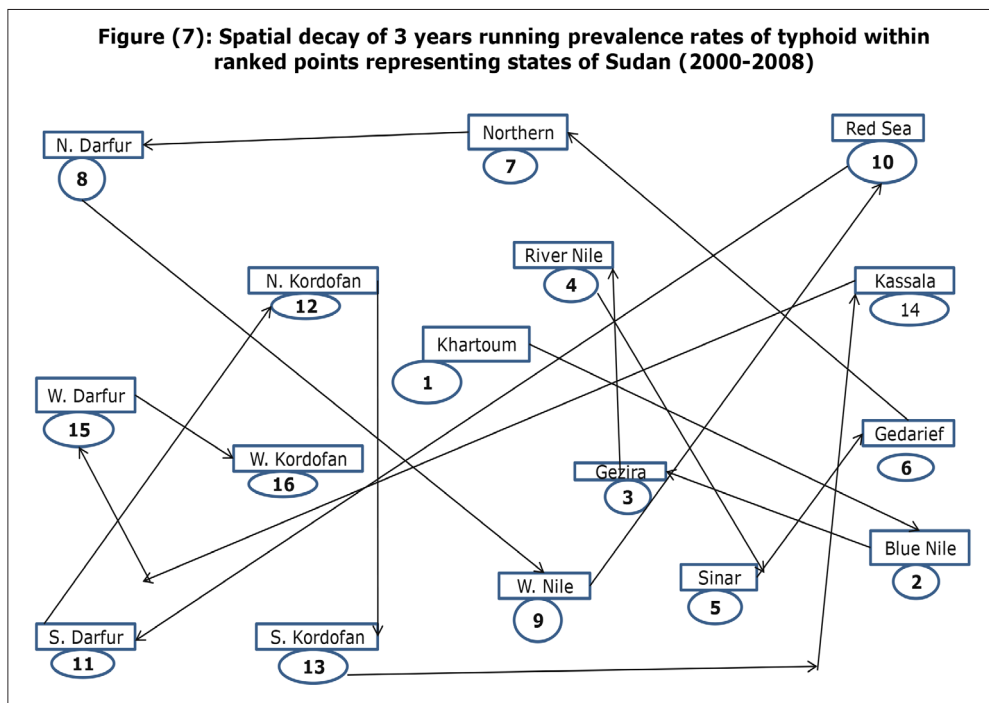 Figure (7): Spatial decay of 3 years running prevalence rates of typhoid within
ranked points representing states of Sudan (2000-2008)
N. Darfur
8
Northern
7
Red Sea
10
N. Kordofan
12
River Nile
4
Kassala
14
Khartoum
1
W. Darfur
15
W. Kordofan
16
Gezira
3
Gedarief
6
Blue Nile
2
W. Nile
9
Sinar
5
S. Darfur
11
S. Kordofan
13